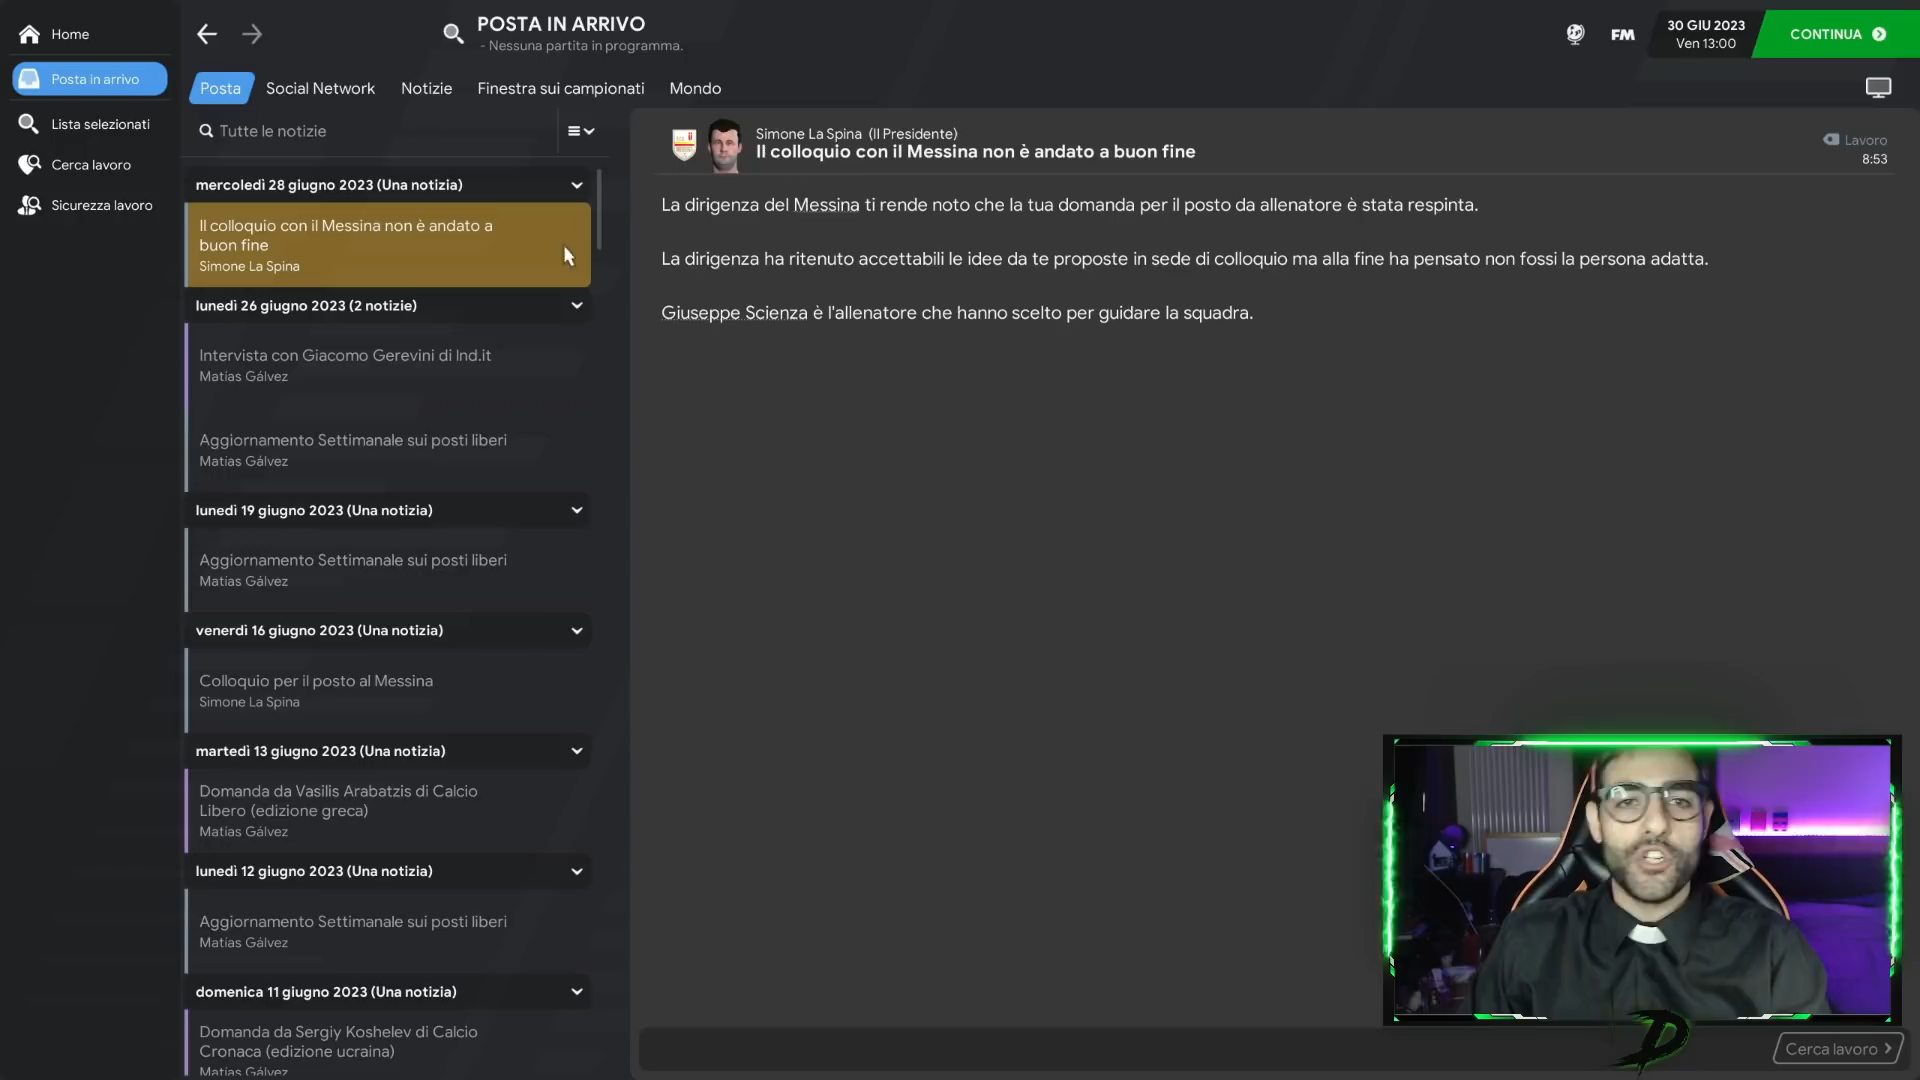 Home
Posta in arrivo
Lista selezionati
Cerca lavoro
Sicurezza lavoro
POSTA IN ARRIVO
- Nessuna partita in programma.
FM
30 GIU 2023
Ven 13:00
CONTINUA
Posta
Social Network
Notizie
Finestra sui campionati
Mondo
Tutte le notizie
mercoledì 28 giugno 2023 (Una notizia)
Il colloquio con il Messina non è andato a
buon fine
Simone La Spina
lunedì 26 giugno 2023 (2 notizie)
Intervista con Giacomo Gerevini di Ind.it
Matías Gálvez
Aggiornamento Settimanale sui posti liberi
Matías Gálvez
lunedì 19 giugno 2023 (Una notizia)
Aggiornamento Settimanale sui posti liberi
Matías Gálvez
venerdì 16 giugno 2023 (Una notizia)
Colloquio per il posto al Messina
Simone La Spina
martedì 13 giugno 2023 (Una notizia)
Domanda da Vasilis Arabatzis di Calcio
Libero (edizione greca)
Matías Gálvez
lunedì 12 giugno 2023 (Una notizia)
Aggiornamento Settimanale sui posti liberi
Matías Gálvez
domenica 11 giugno 2023 (Una notizia)
Domanda da Sergiy Koshelev di Calcio
Cronaca (edizione ucraina)
Matías Gálvez
Simone La Spina (Il Presidente)
Il colloquio con il Messina non è andato a buon fine
Lavoro
8:53
La dirigenza del Messina ti rende noto che la tua domanda per il posto da allenatore è stata respinta.
La dirigenza ha ritenuto accettabili le idee da te proposte in sede di colloquio ma alla fine ha pensato non fossi la persona adatta.
Giuseppe Scienza è l'allenatore che hanno scelto per guidare la squadra.
D
Cerca lavoro